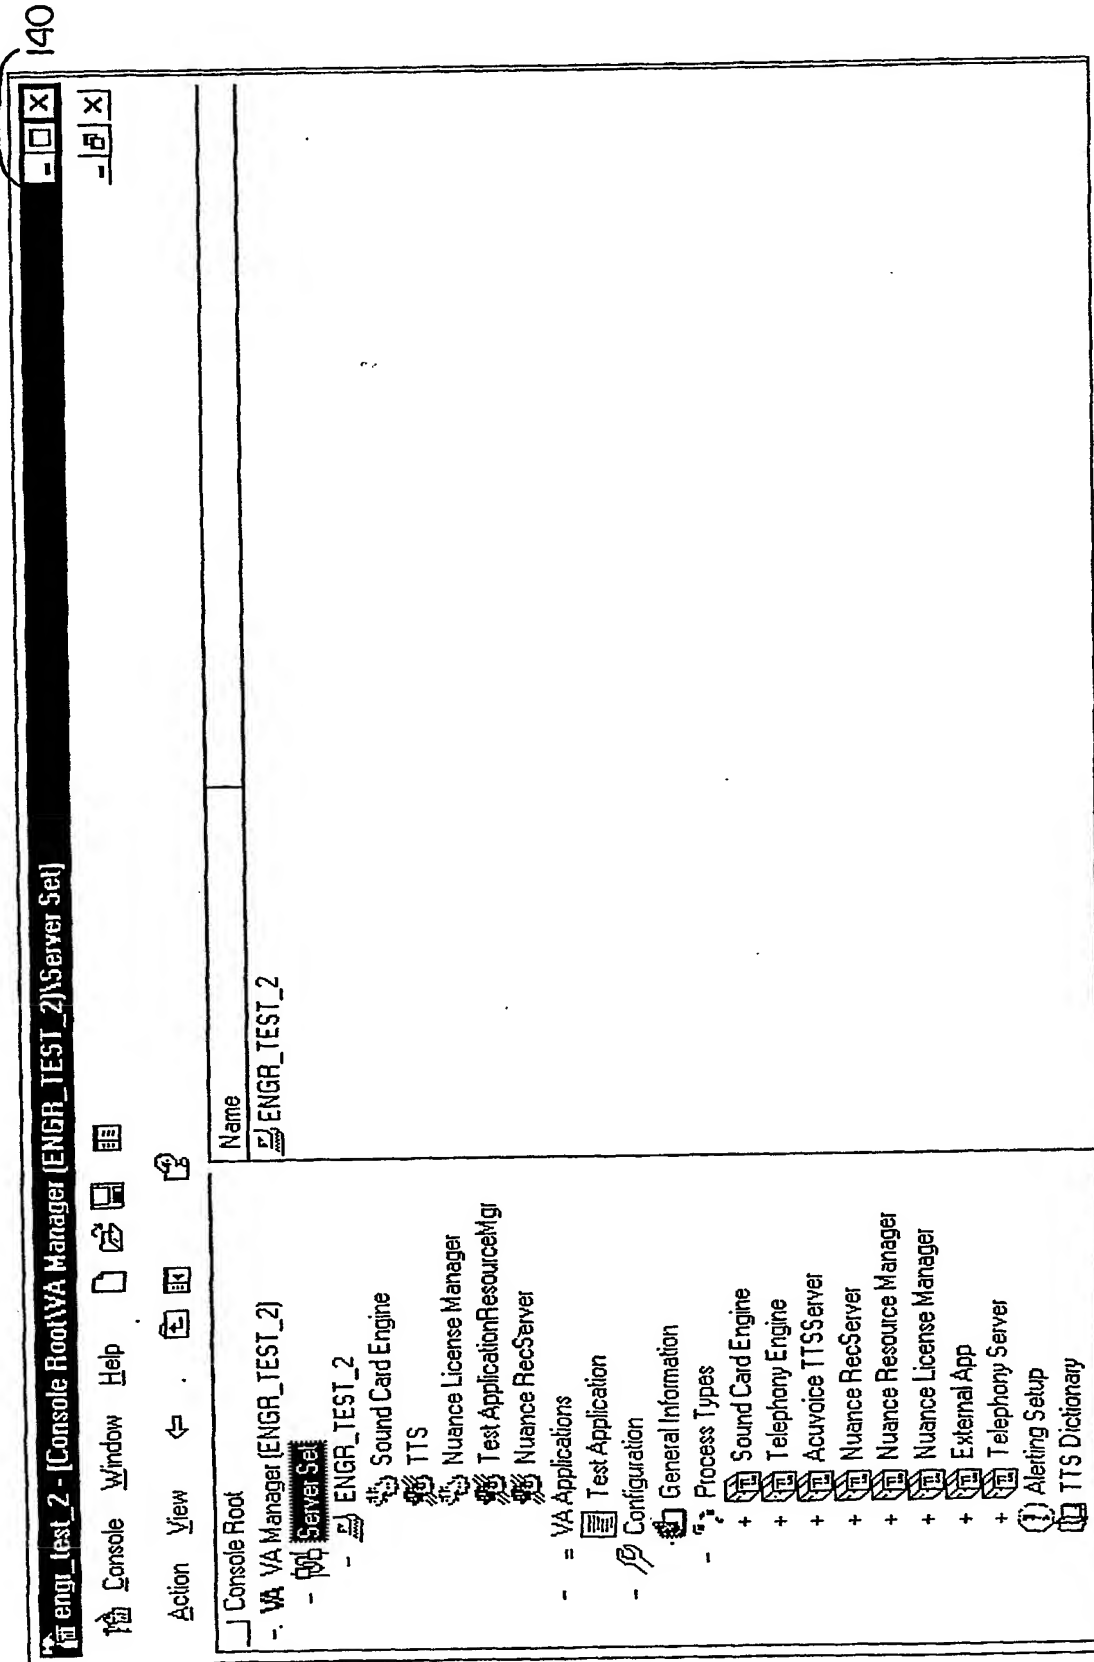 140
engr_test_2 - [Console Root\VA Manager (ENGR_TEST_2)\Server Set]
Console Window Help
Action View
Console Root
VA Manager (ENGR_TEST_2)
Server Set
ENGR_TEST_2
Sound Card Engine
TTS
Nuance License Manager
Test ApplicationResourceMgr
Nuance RecServer
VA Applications
Test Application
Configuration
General Information
Process Types
Sound Card Engine
Telephony Engine
Acuvoice TTSServer
Nuance RecServer
Nuance Resource Manager
Nuance License Manager
External App
Telephony Server
Alerting Setup
TTS Dictionary
Name
ENGR_TEST_2